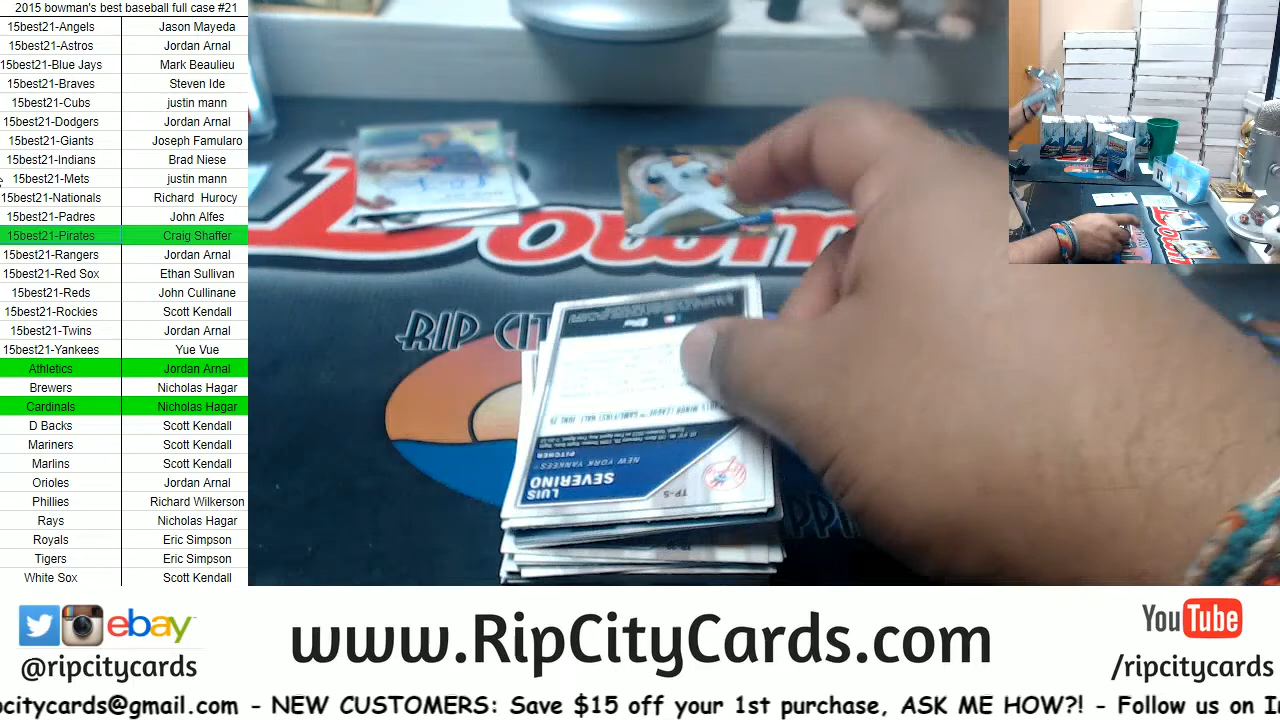 2015 bowman's best baseball full case #21
15best21-Angels Jason Mayeda
15best21-Astros Jordan Arnal
15best21-Blue Jays Mark Beaulieu
15best21-Braves Steven Ide
15best21-Cubs justin mann
15best21-Dodgers Jordan Arnal
15best21-Giants Joseph Famularo
15best21-Indians Brad Niese
15best21-Mets justin mann
15best21-Nationals Richard Hurocy
15best21-Padres John Alfes
15best21-Pirates Craig Shaffer
15best21-Rangers Jordan Arnal
15best21-Red Sox Ethan Sullivan
15best21-Reds John Cullinane
15best21-Rockies Scott Kendall
15best21-Twins Jordan Arnal
15best21-Yankees Yue Vue
Athletics Jordan Arnal
Brewers Nicholas Hagar
Cardinals Nicholas Hagar
D Backs Scott Kendall
Mariners Scott Kendall
Marlins Scott Kendall
Orioles Jordan Arnal
Phillies Richard Wilkerson
Rays Nicholas Hagar
Royals Eric Simpson
Tigers Eric Simpson
White Sox Scott Kendall
Bowm
RIP CIT
TP-5
LUIS
SEVERINO
NEW YORK YANKEES
PITCHER
ebay
@ripcitycards
www.RipCityCards.com
YouTube
/ripcitycards
pcitycards@gmail.com - NEW CUSTOMERS: Save $15 off your 1st purchase, ASK ME HOW?! - Follow us on I